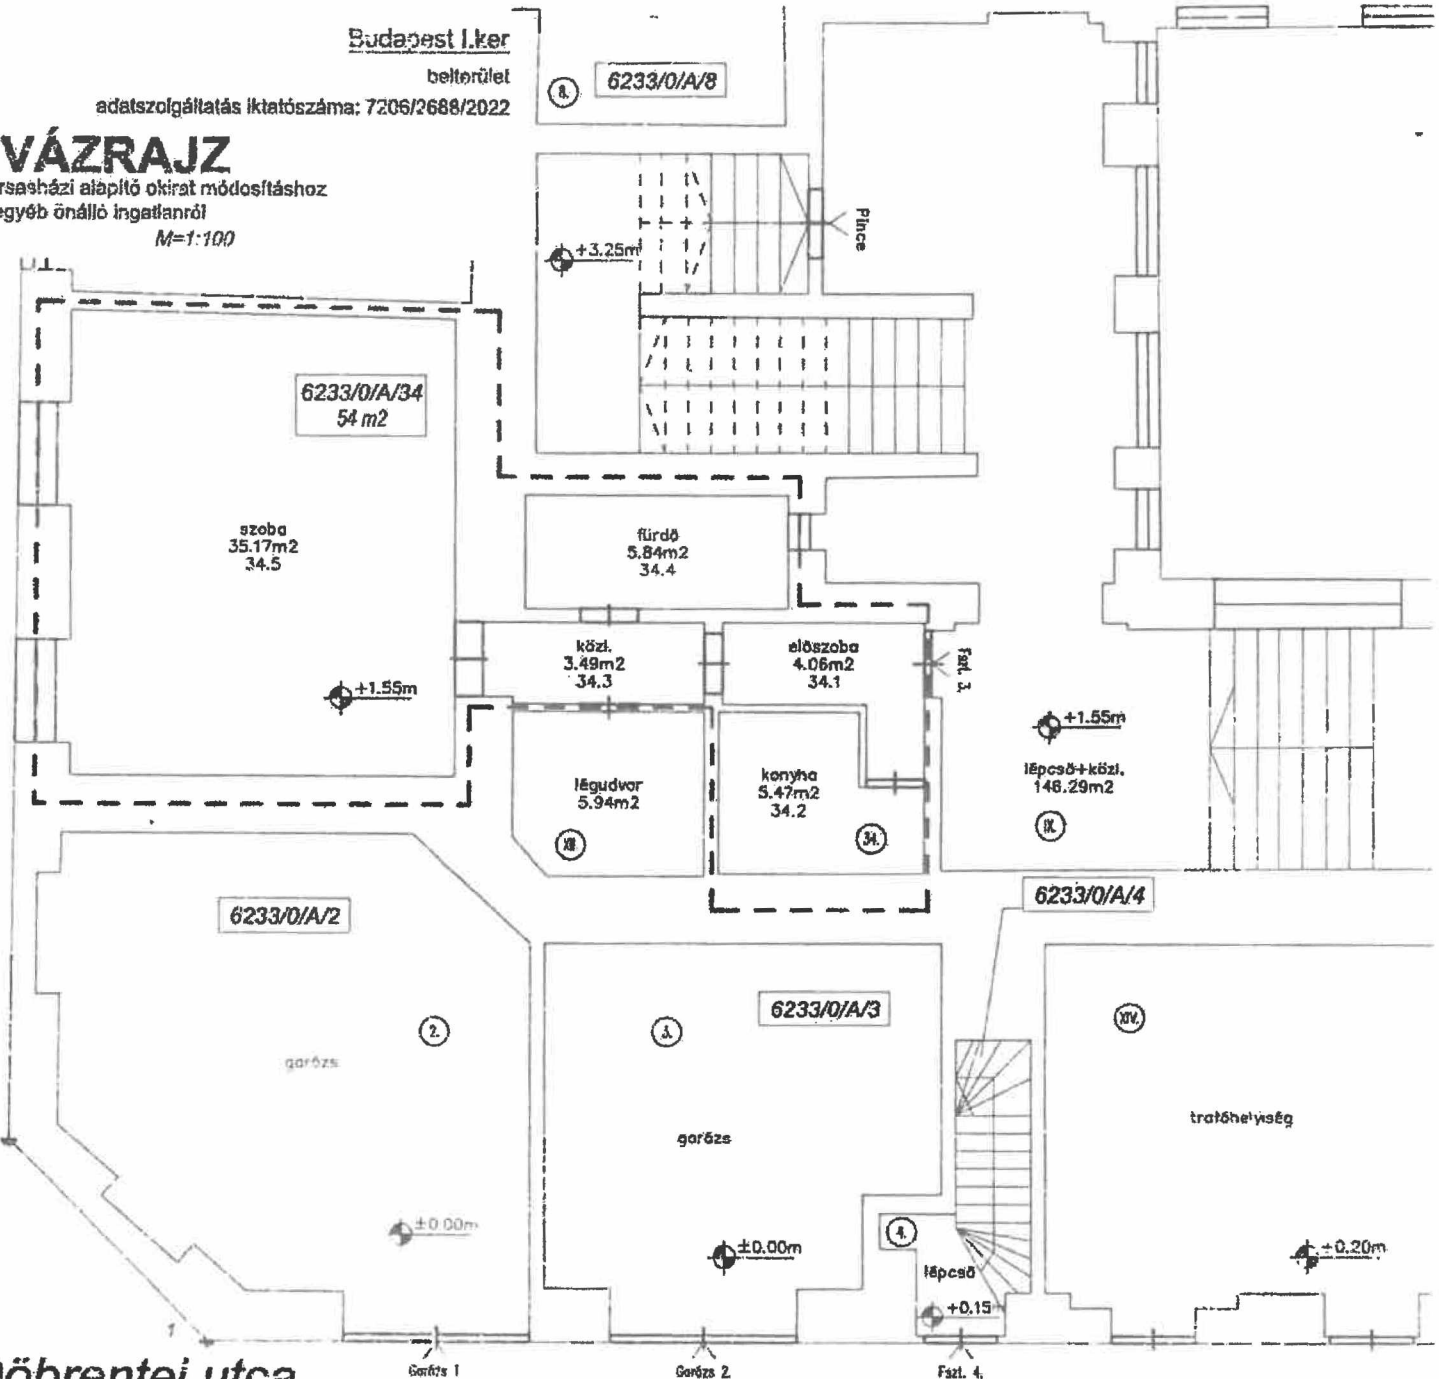 Budapest I.ker
belterület
adatszolgáltatás iktatószáma: 7206/2688/2022
VÁZRAJZ
rsasházi alapító okirat módosításhoz
egyéb önálló ingatlanról
M=1:100
8.
6233/0/A/8
+3.25m
Pince
6233/0/A/34
54 m2
szoba
35.17m2
34.5
fürdő
5.84m2
34.4
közl.
3.49m2
34.3
előszoba
4.06m2
34.1
Fszt. 3.
+1.55m
+1.55m
lépcső+közl.
148.29m2
IX.
légudvar
5.94m2
XII.
konyha
5.47m2
34.2
34.
6233/0/A/2
6233/0/A/4
6233/0/A/3
2.
3.
XIV.
garázs
garázs
tratóhelyiség
±0.00m
±0.00m
4.
lépcső
+0.15
+0.20m
1
öbrentei utca
Garázs 1
Garázs 2
Fszt. 4.